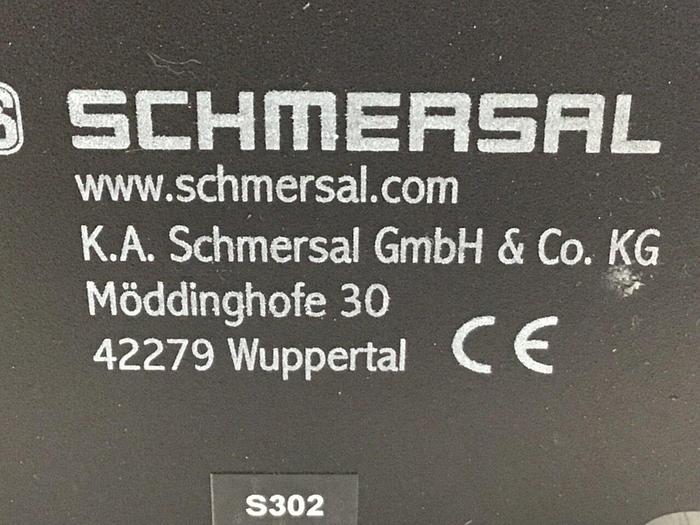 S SCHMERSAL
www.schmersal.com
K.A. Schmersal GmbH & Co. KG
Möddinghofe 30
42279 Wuppertal CE
S302